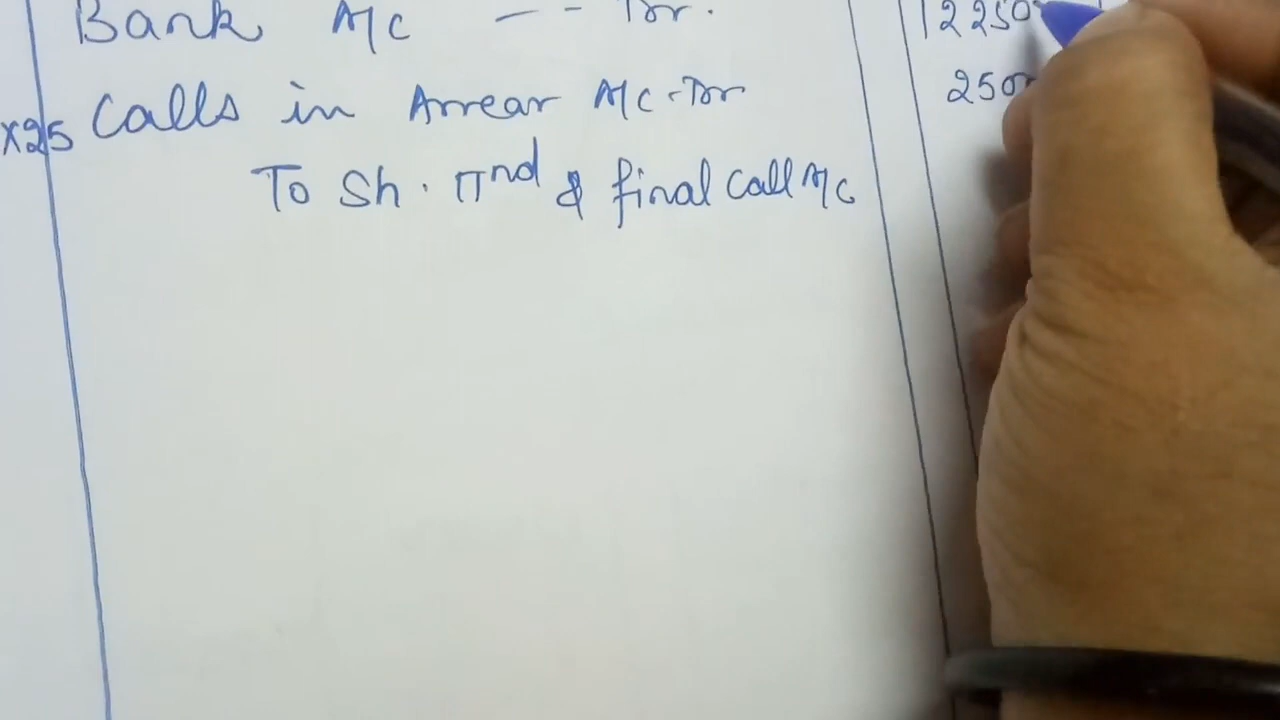 Bank A/c -- Dr. 12250
x25 Calls in Arrear A/c-Dr 250
To Sh. IInd & final Call A/c